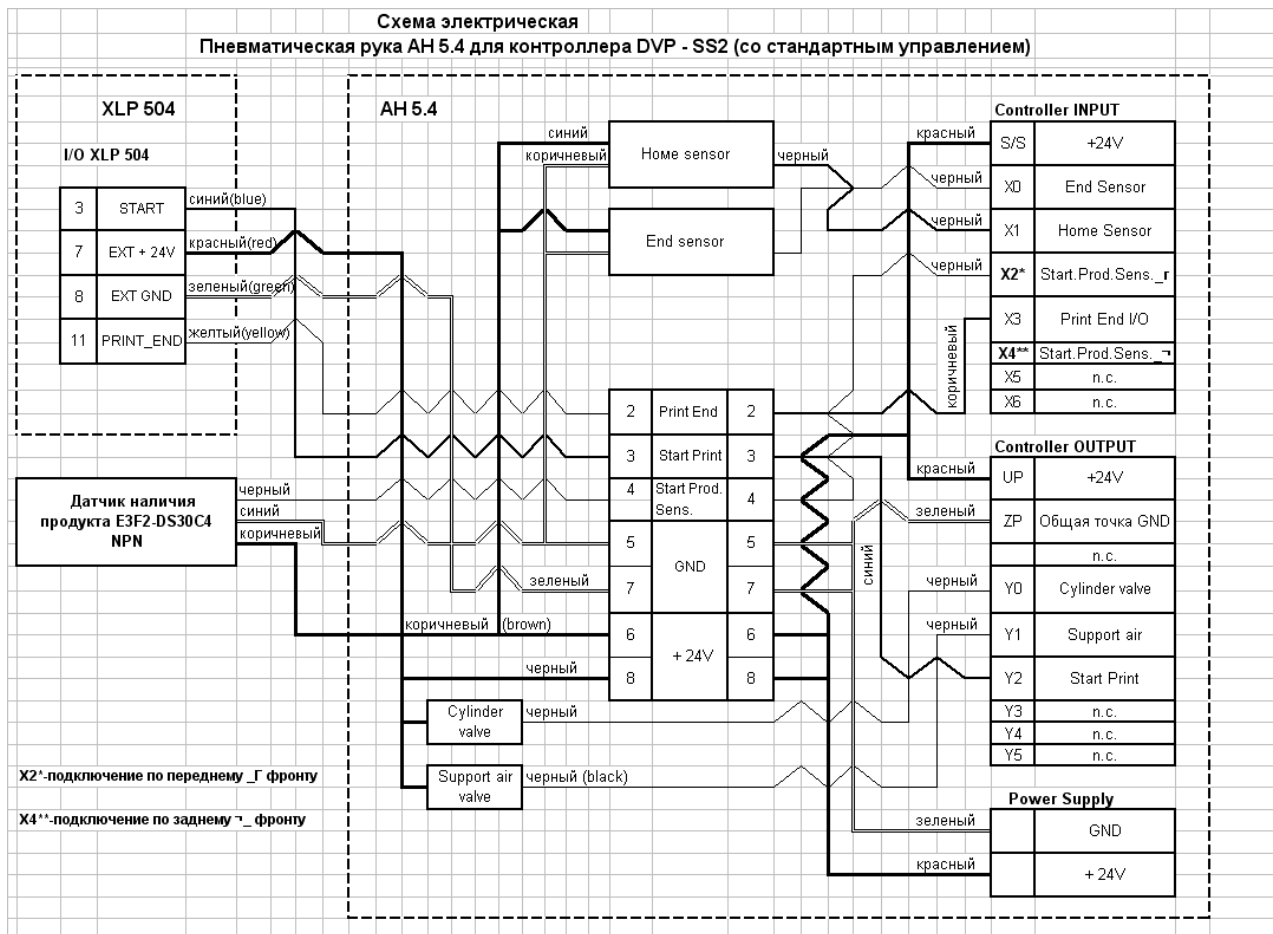 Схема электрическая
Пневматическая рука АН 5.4 для контроллера DVP - SS2 (со стандартным управлением)
XLP 504
I/O XLP 504
3 START синий(blue)
7 EXT + 24V красный(red)
8 EXT GND зеленый(green)
11 PRINT_END желтый(yellow)
Датчик наличия
продукта E3F2-DS30C4
NPN
черный
синий
коричневый
X2*-подключение по переднему _Г фронту
X4**-подключение по заднему ¬_ фронту
АН 5.4
синий
коричневый
Номе sensor
черный
End sensor
2 Print End 2
3 Start Print 3
4 Start Prod. Sens. 4
5 GND 5
зеленый
7 7
коричневый (brown)
6 + 24V 6
черный
8 8
Cylinder
valve
черный
Support air
valve
черный (black)
Controller INPUT
красный S/S +24V
черный X0 End Sensor
черный X1 Home Sensor
черный X2* Start.Prod.Sens._г
X3 Print End I/O
коричневый
X4** Start.Prod.Sens._¬
X5 n.c.
X6 n.c.
Controller OUTPUT
красный UP +24V
зеленый ZP Общая точка GND
n.c.
синий
черный Y0 Cylinder valve
черный Y1 Support air
Y2 Start Print
Y3 n.c.
Y4 n.c.
Y5 n.c.
Power Supply
зеленый GND
красный + 24V